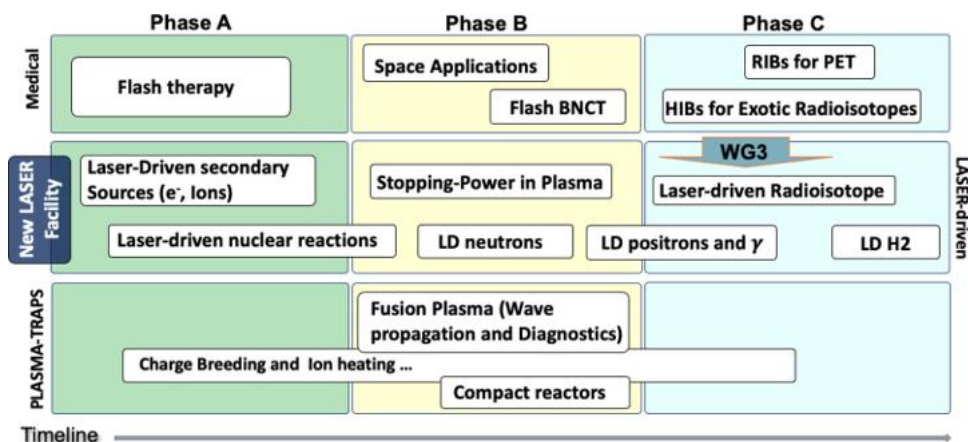 Phase A
Phase B
Phase C
Medical
Flash therapy
Space Applications
Flash BNCT
RIBs for PET
HIBs for Exotic Radioisotopes
WG3
New LASER
Facility
Laser-Driven secondary
Sources (e⁻, Ions)
Laser-driven nuclear reactions
Stopping-Power in Plasma
LD neutrons
Laser-driven Radioisotope
LD positrons and γ
LD H2
LASER-driven
PLASMA-TRAPS
Fusion Plasma (Wave
propagation and Diagnostics)
Charge Breeding and Ion heating ...
Compact reactors
Timeline